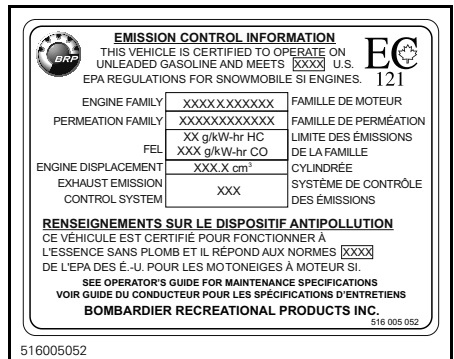 BRP
EMISSION CONTROL INFORMATION
THIS VEHICLE IS CERTIFIED TO OPERATE ON
UNLEADED GASOLINE AND MEETS XXXX U.S.
EPA REGULATIONS FOR SNOWMOBILE SI ENGINES.
EC
121
ENGINE FAMILY XXXXXXXXXXXX FAMILLE DE MOTEUR
PERMEATION FAMILY XXXXXXXXXXXX FAMILLE DE PERMÉATION
XX g/kW-hr HC LIMITE DES ÉMISSIONS
FEL XXX g/kW-hr CO DE LA FAMILLE
ENGINE DISPLACEMENT XXX.X cm³ CYLINDRÉE
EXHAUST EMISSION XXX SYSTÈME DE CONTRÔLE
CONTROL SYSTEM DES ÉMISSIONS
RENSEIGNEMENTS SUR LE DISPOSITIF ANTIPOLLUTION
CE VÉHICULE EST CERTIFIÉ POUR FONCTIONNER À
L'ESSENCE SANS PLOMB ET IL RÉPOND AUX NORMES XXXX
DE L'EPA DES É.-U. POUR LES MOTONEIGES À MOTEUR SI.
SEE OPERATOR'S GUIDE FOR MAINTENANCE SPECIFICATIONS
VOIR GUIDE DU CONDUCTEUR POUR LES SPÉCIFICATIONS D'ENTRETIENS
BOMBARDIER RECREATIONAL PRODUCTS INC.
516 005 052
516005052